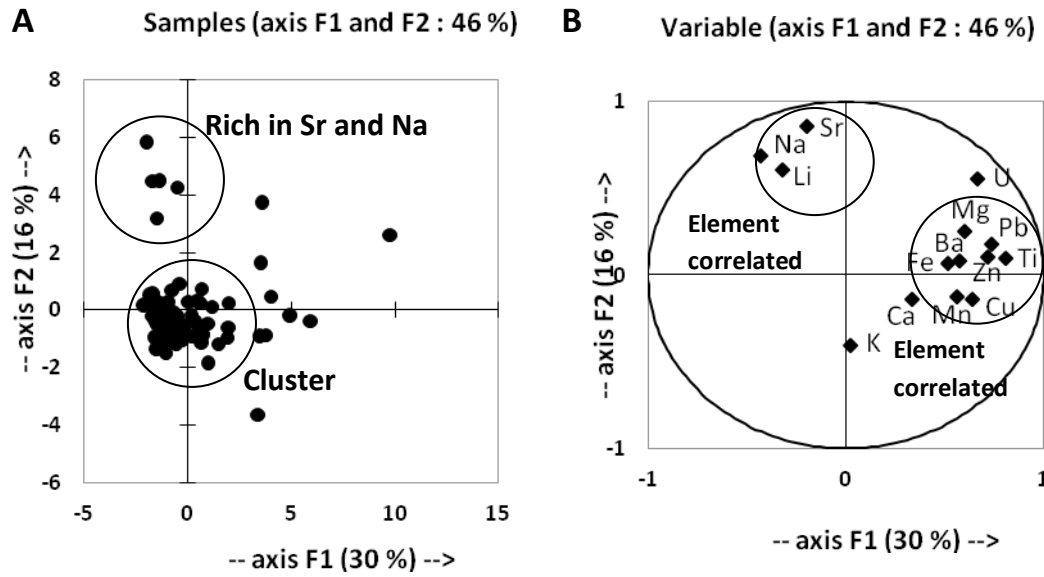 A
Samples (axis F1 and F2 : 46 %)
8
6
4
2
0
-2
-4
-6
-5
0
5
10
15
-- axis F2 (16 %) -->
-- axis F1 (30 %) -->
Rich in Sr and Na
Cluster
B
Variable (axis F1 and F2 : 46 %)
1
0
-1
-1
0
1
-- axis F2 (16 %) -->
-- axis F1 (30 %) -->
Sr
Na
Li
U
Mg
Pb
Ba
Fe
Ti
Zn
Ca
Mn
Cu
K
Element
correlated
Element
correlated